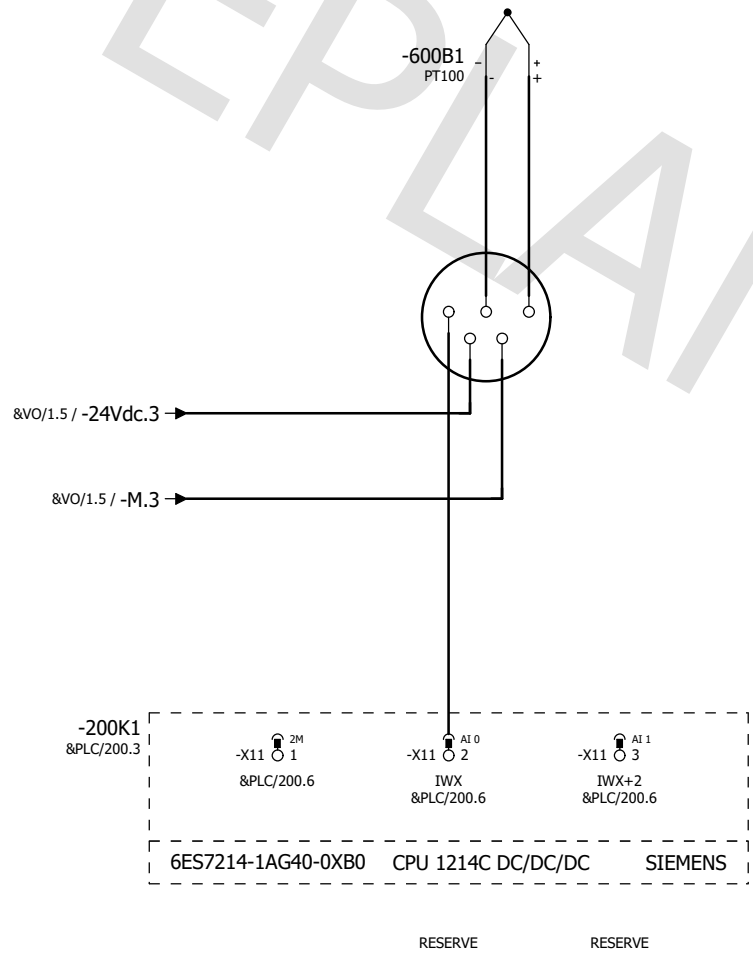 EPLAN
-600B1
PT100
- +
- +
&VO/1.5 / -24Vdc.3
&VO/1.5 / -M.3
-200K1
&PLC/200.3
2M
-X11 1
&PLC/200.6
AI 0
-X11 2
IWX
&PLC/200.6
AI 1
-X11 3
IWX+2
&PLC/200.6
6ES7214-1AG40-0XB0 CPU 1214C DC/DC/DC SIEMENS
RESERVE RESERVE